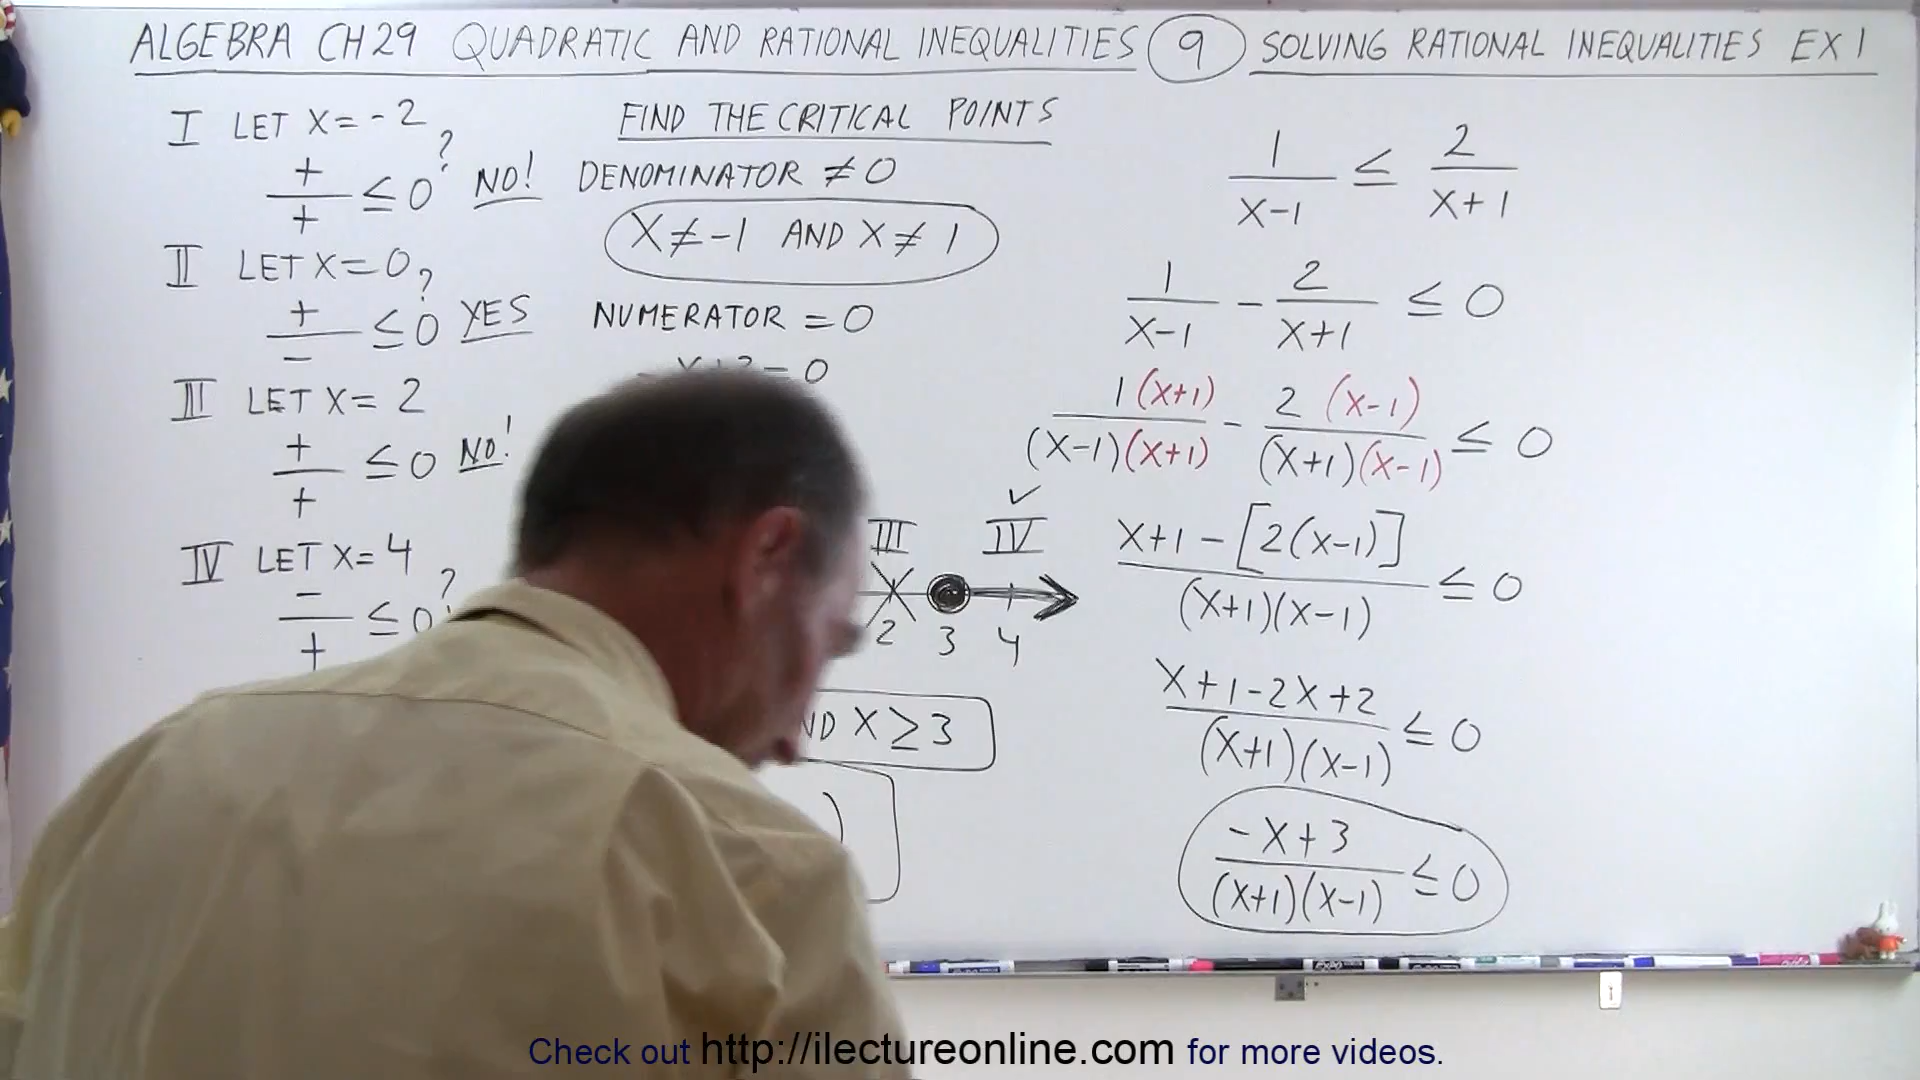 ALGEBRA CH 29 QUADRATIC AND RATIONAL INEQUALITIES 9 SOLVING RATIONAL INEQUALITIES EX 1
I LET X = -2
+/+ ≤ 0 ? NO!
II LET X = 0
+/- ≤ 0 ? YES
III LET X = 2
+/+ ≤ 0 NO!
IV LET X = 4
-/+ ≤ 0 ?
FIND THE CRITICAL POINTS
DENOMINATOR ≠ 0
X ≠ -1 AND X ≠ 1
NUMERATOR = 0
= 0
III IV ✓
2 3 4
X ≥ 3
)
1/(X-1) ≤ 2/(X+1)
1/(X-1) - 2/(X+1) ≤ 0
1(X+1)/(X-1)(X+1) - 2(X-1)/(X+1)(X-1) ≤ 0
X+1-[2(X-1)]/(X+1)(X-1) ≤ 0
X+1-2X+2/(X+1)(X-1) ≤ 0
-X+3/(X+1)(X-1) ≤ 0
Check out http://ilectureonline.com for more videos.